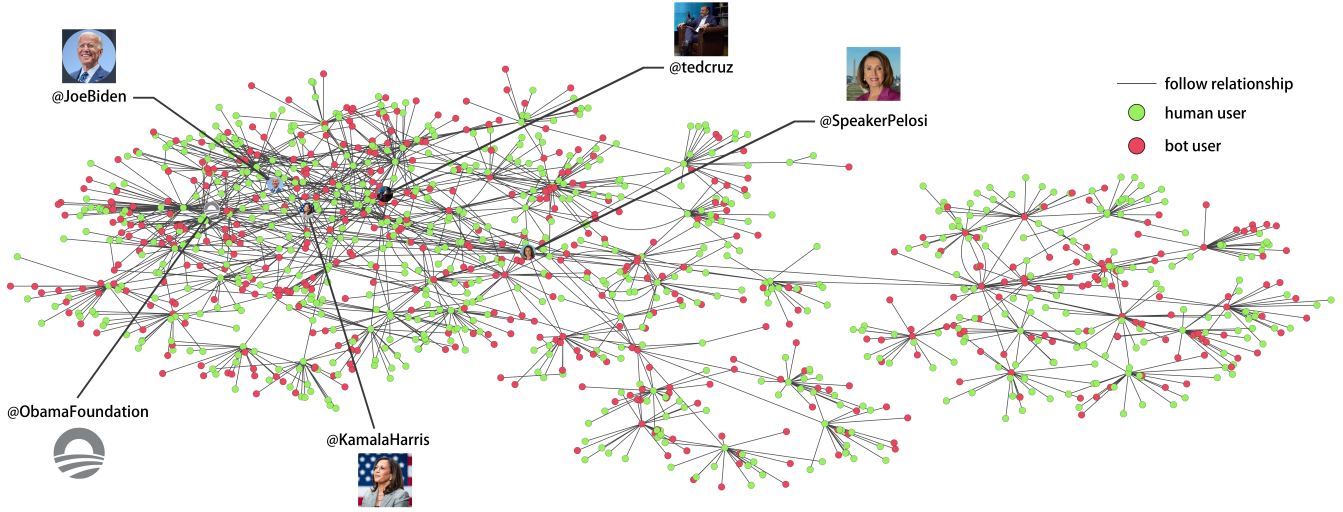 @JoeBiden
@tedcruz
@SpeakerPelosi
follow relationship
human user
bot user
@ObamaFoundation
@KamalaHarris